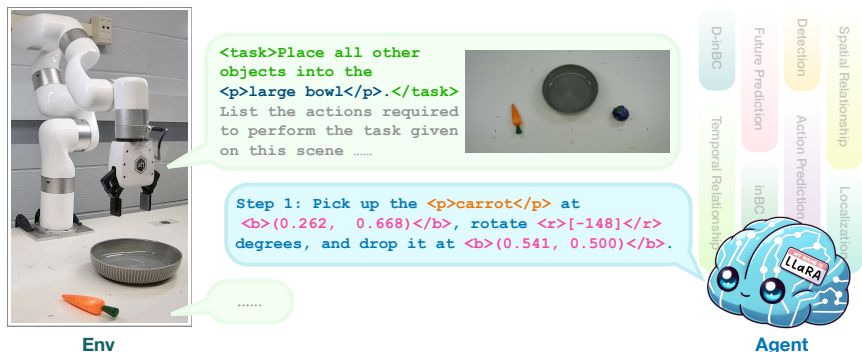 <task>Place all other
objects into the
<p>large bowl</p>.</task>
List the actions required
to perform the task given
on this scene ……
Step 1: Pick up the <p>carrot</p> at
<b>(0.262, 0.668)</b>, rotate <r>[-148]</r>
degrees, and drop it at <b>(0.541, 0.500)</b>.
……
D-inBC
Temporal Relationship
Future Prediction
inBC
Detection
Action Prediction
Spatial Relationship
Localization
MY NAME IS
LLaRA
Env
Agent